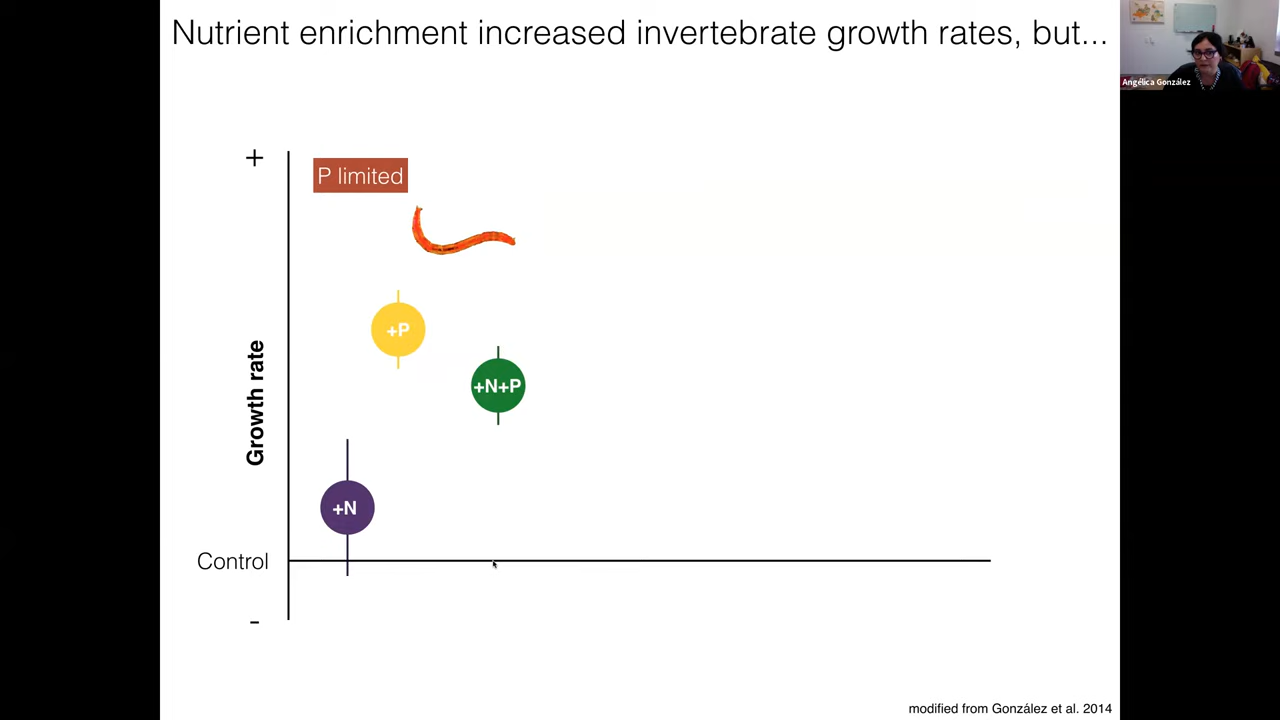 Nutrient enrichment increased invertebrate growth rates, but...
Angélica González
+
P limited
+P
+N+P
Growth rate
+N
Control
-
modified from González et al. 2014